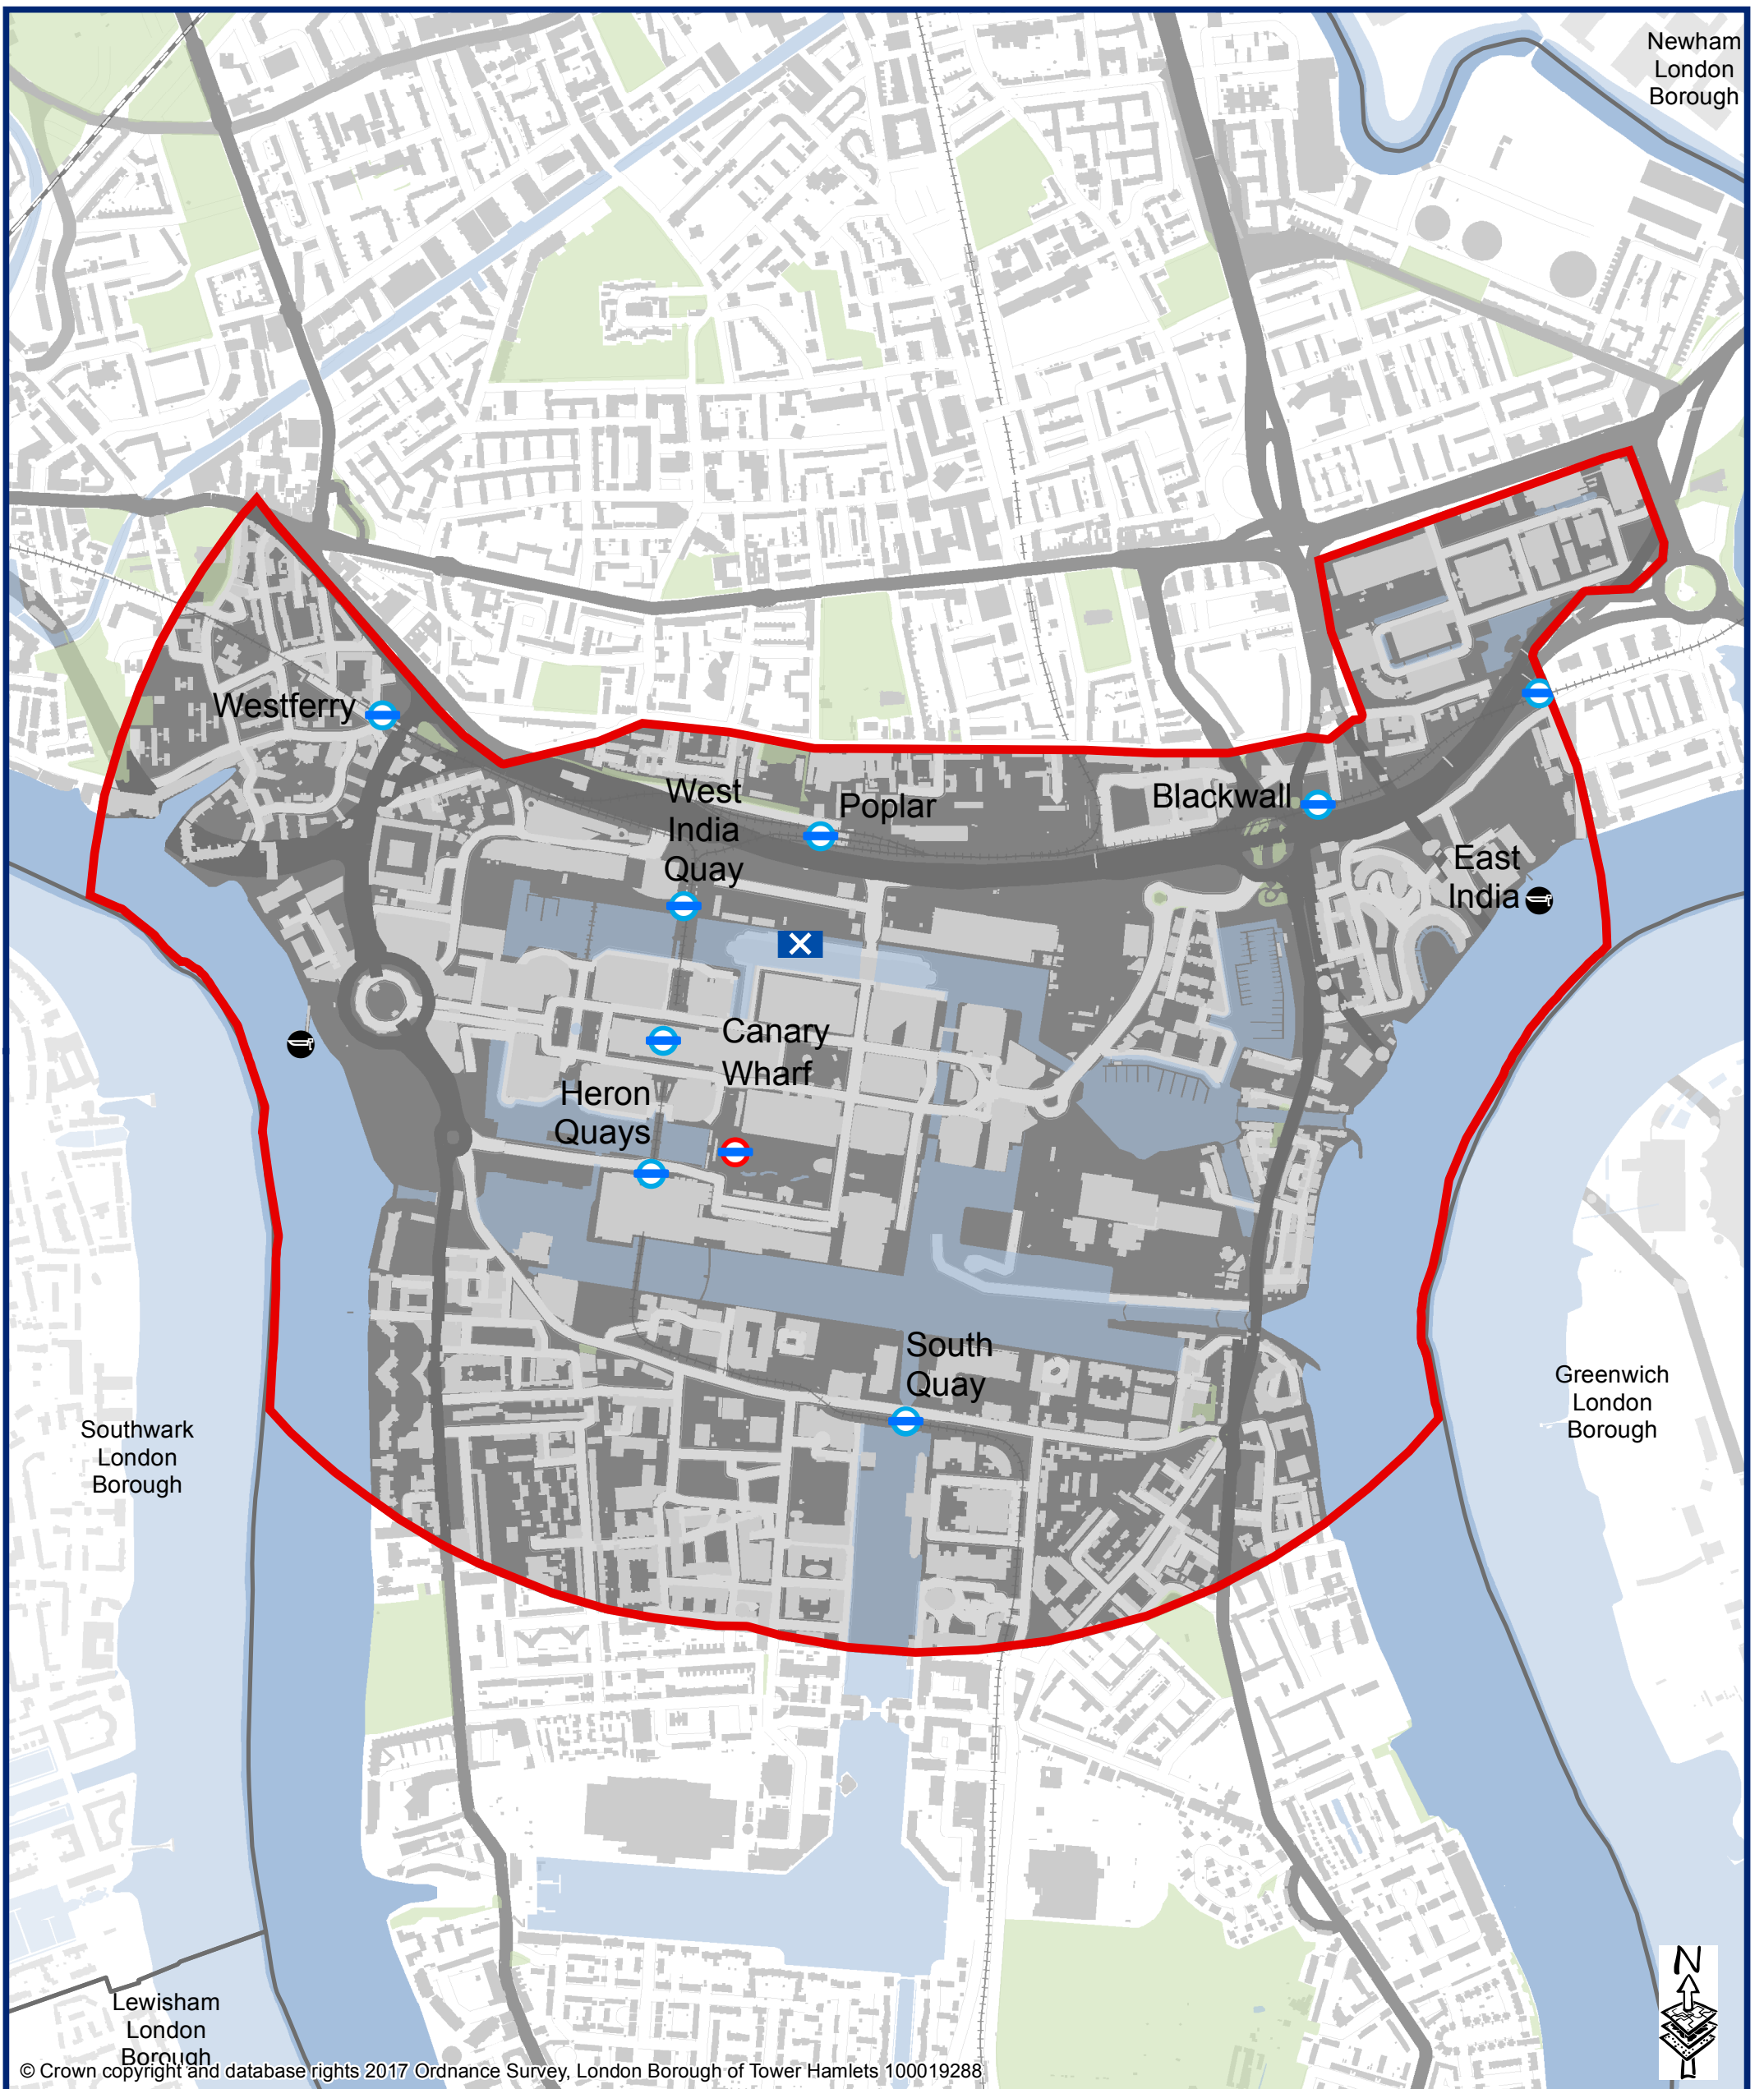 Newham
London
Borough
Westferry
West
India
Quay
Poplar
Blackwall
East
India
Canary
Wharf
Heron
Quays
South
Quay
Greenwich
London
Borough
Southwark
London
Borough
Lewisham
London
Borough
N
© Crown copyright and database rights 2017 Ordnance Survey, London Borough of Tower Hamlets 100019288